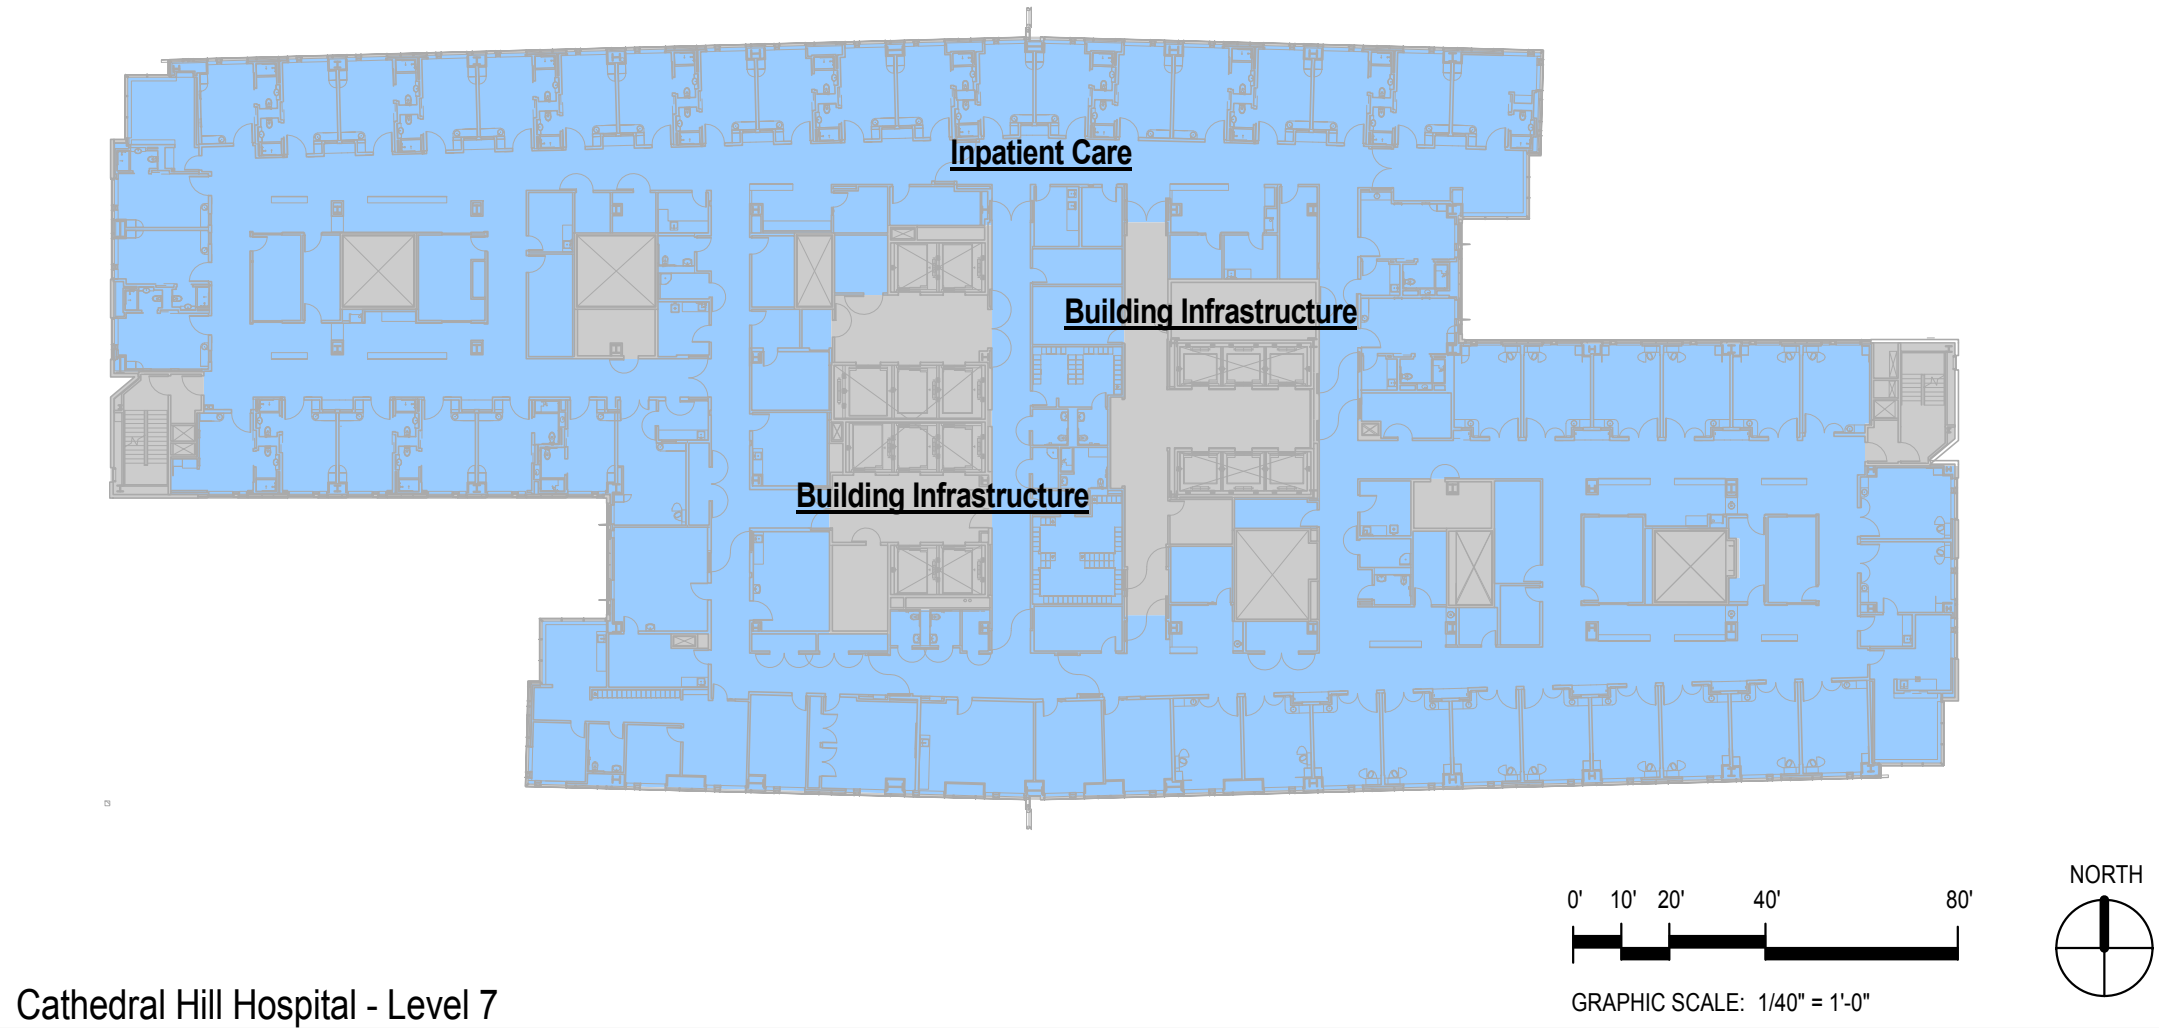 Inpatient Care
Building Infrastructure
Building Infrastructure
NORTH
0' 10' 20' 40' 80'
GRAPHIC SCALE: 1/40" = 1'-0"
Cathedral Hill Hospital - Level 7